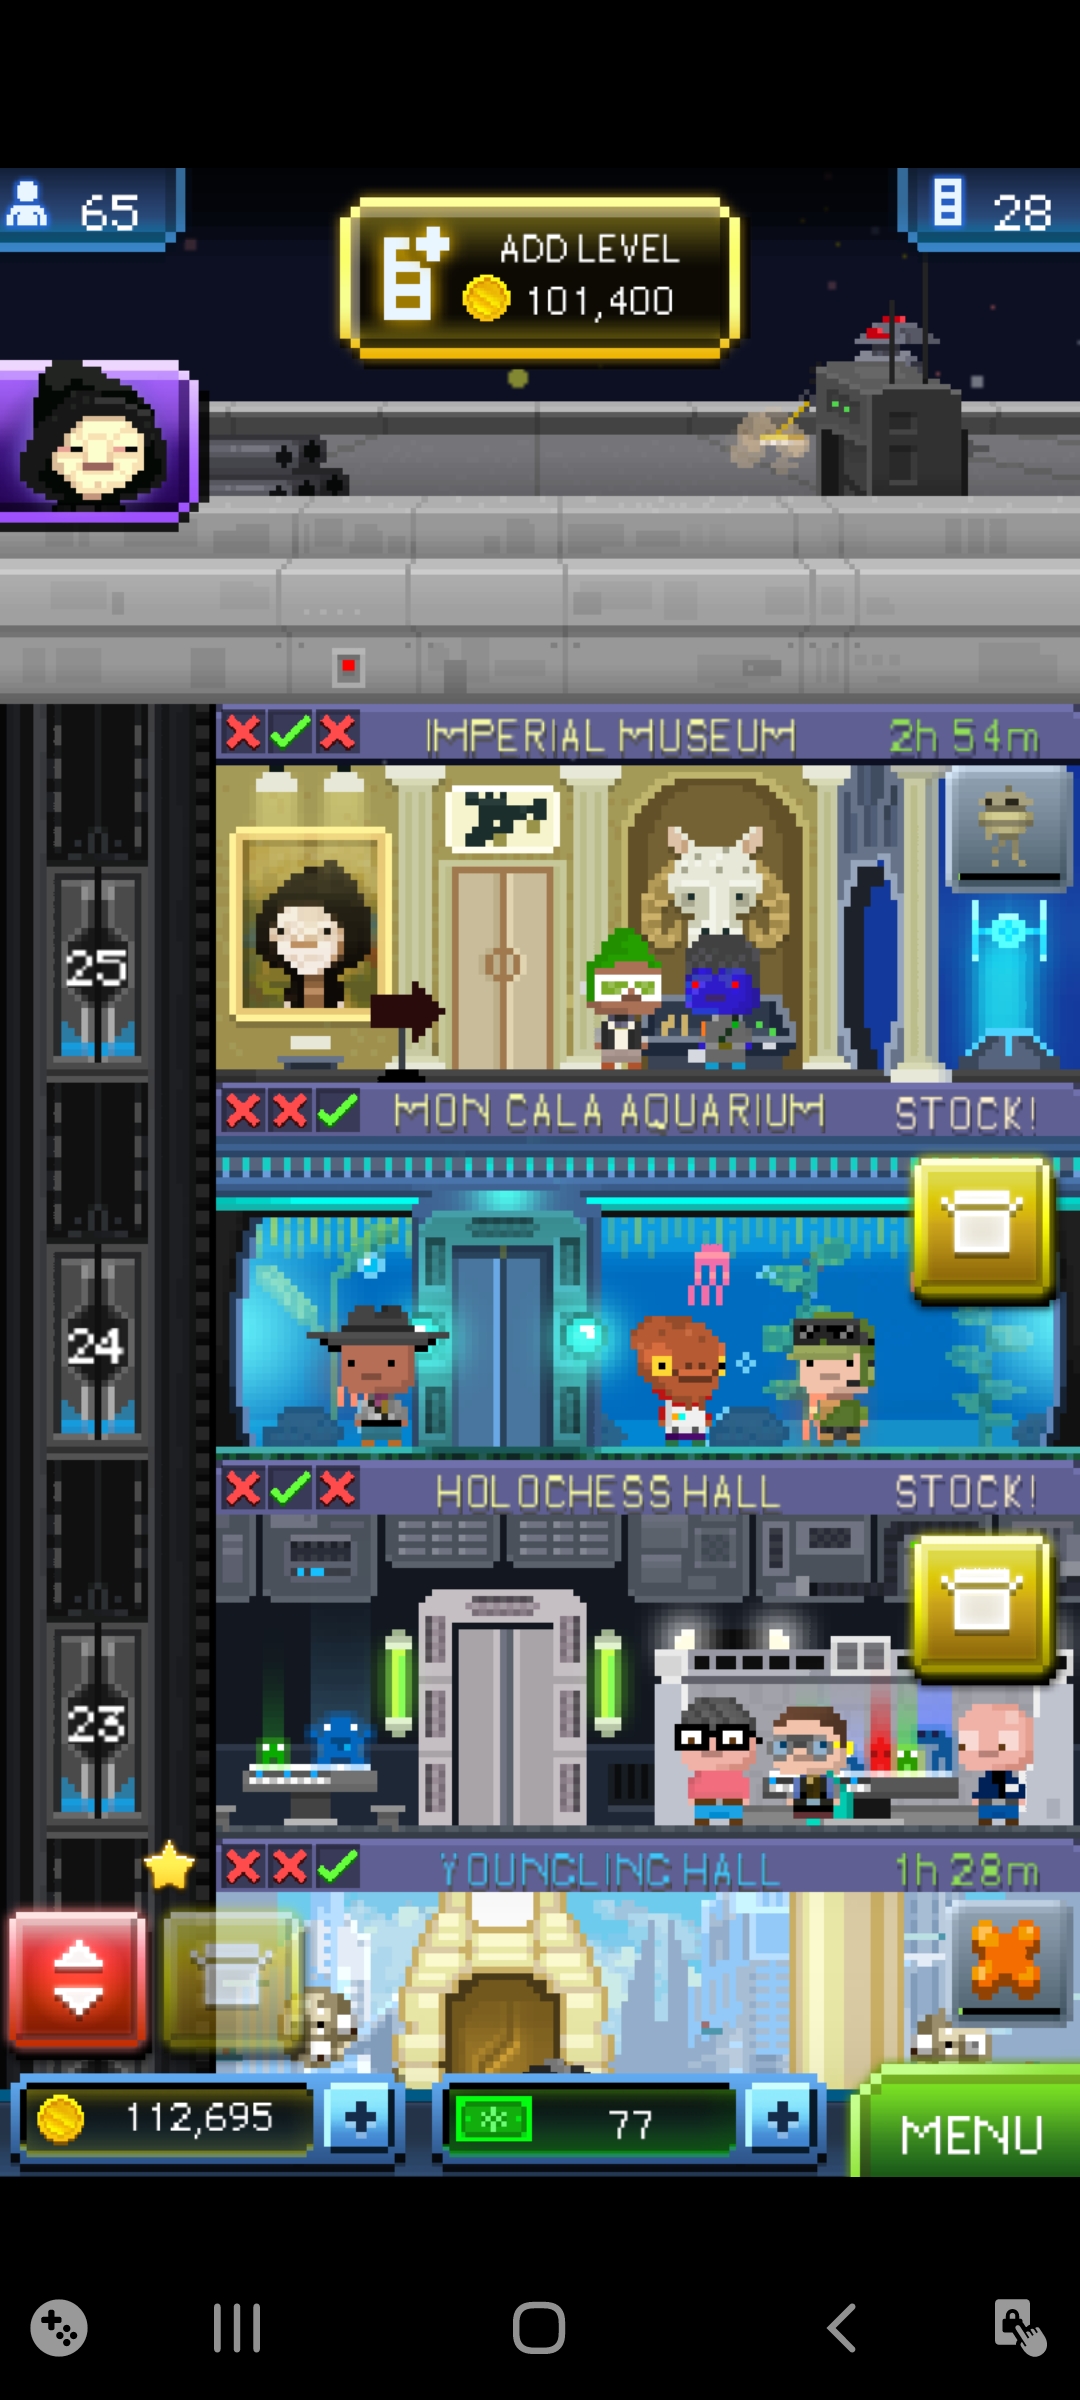 65
ADD LEVEL
101,400
28
IMPERIAL MUSEUM
2h 54m
25
MON CALA AQUARIUM
STOCK!
24
HOLOCHESS HALL
STOCK!
23
YOUNGLING HALL
1h 28m
112,695
77
MENU